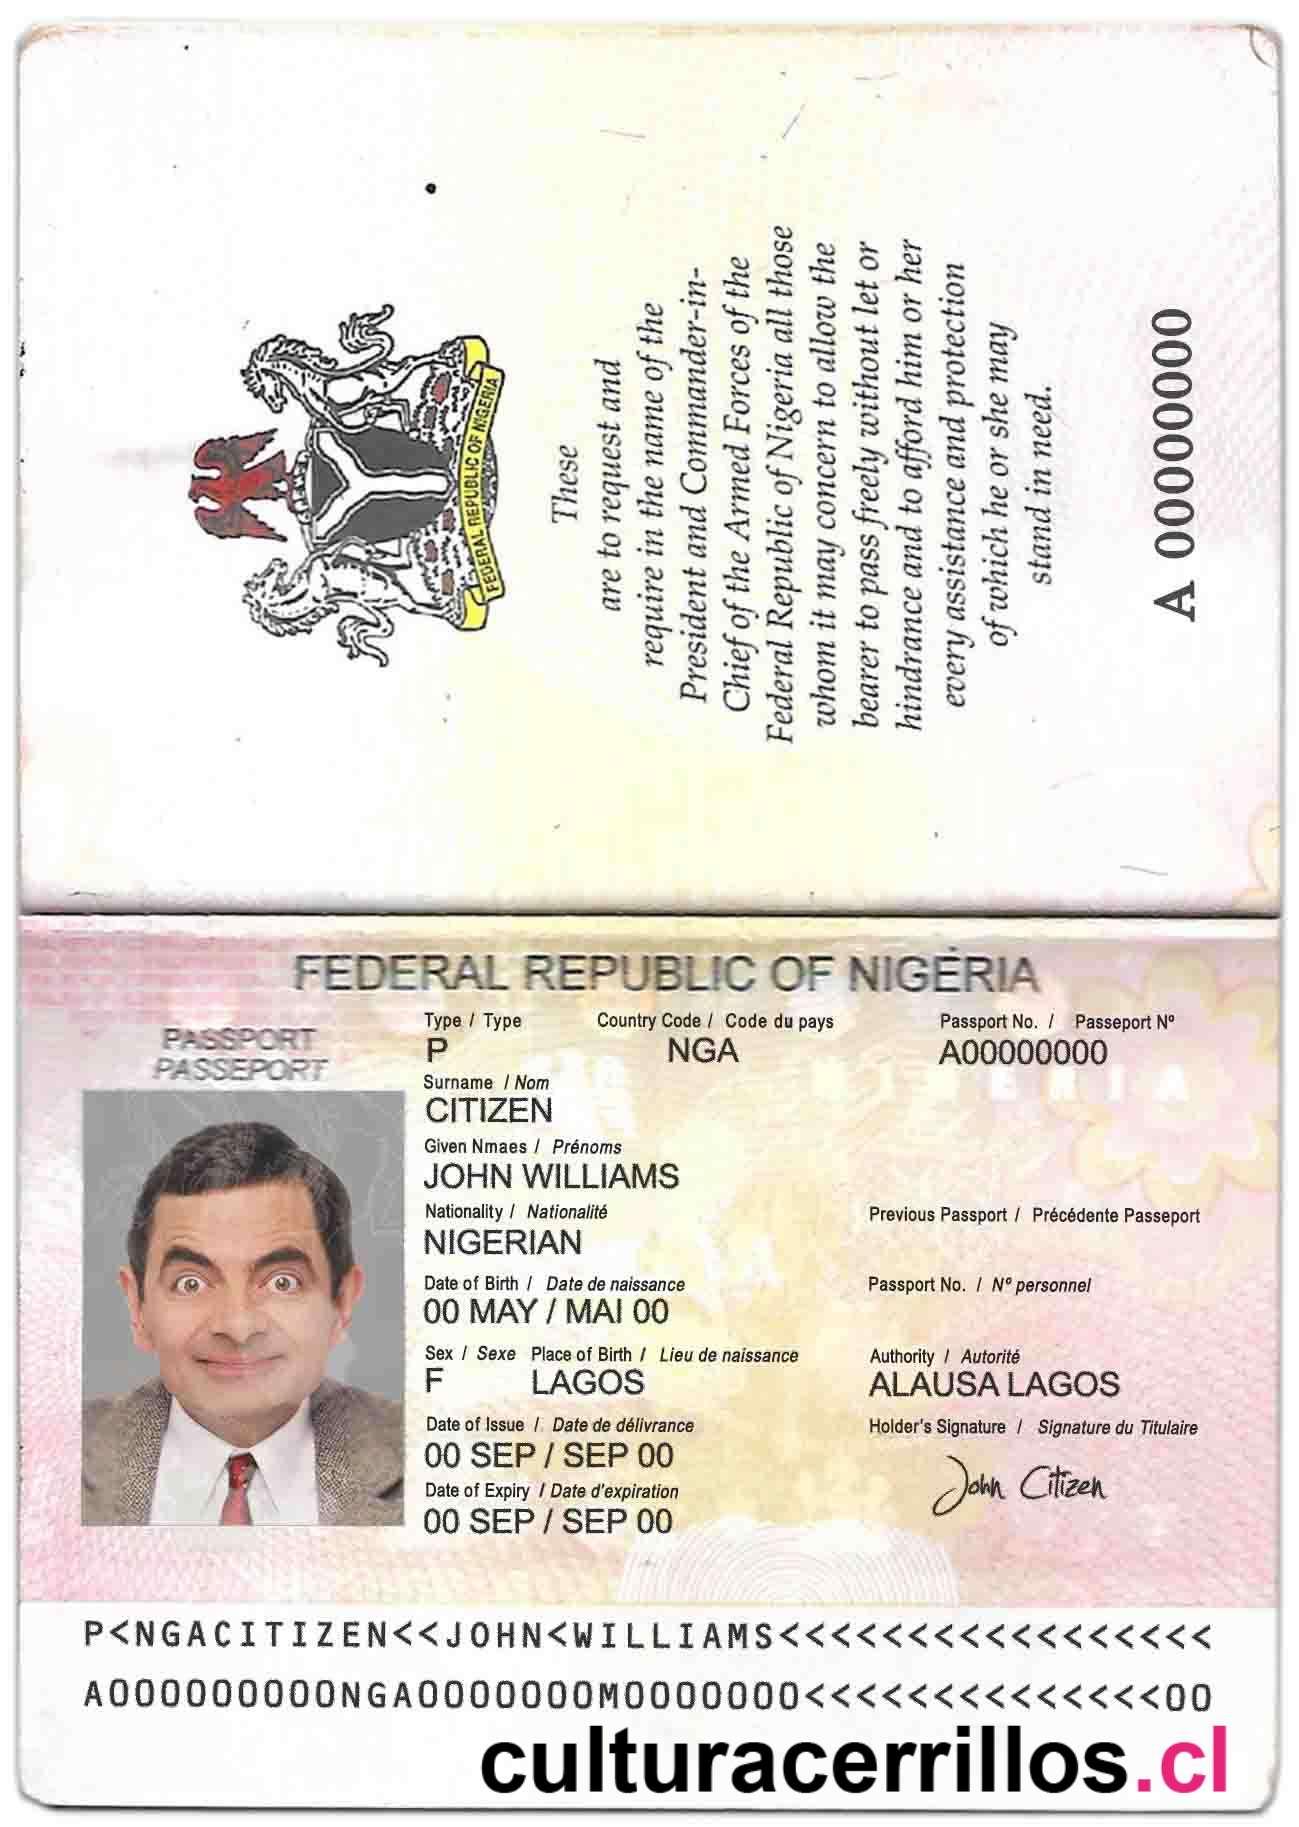 FEDERAL REPUBLIC OF NIGERIA
These
are to request and
require in the name of the
President and Commander-in-
Chief of the Armed Forces of the
Federal Republic of Nigeria all those
whom it may concern to allow the
bearer to pass freely without let or
hindrance and to afford him or her
every assistance and protection
of which he or she may
stand in need.
A 00000000
FEDERAL REPUBLIC OF NIGERIA
PASSPORT
PASSEPORT
Type / Type Country Code / Code du pays Passport No. / Passeport Nº
P NGA A00000000
Surname / Nom
CITIZEN
Given Nmaes / Prénoms
JOHN WILLIAMS
Nationality / Nationalité Previous Passport / Précédente Passeport
NIGERIAN
Date of Birth / Date de naissance Passport No. / Nº personnel
00 MAY / MAI 00
Sex / Sexe Place of Birth / Lieu de naissance Authority / Autorité
F LAGOS ALAUSA LAGOS
Date of Issue / Date de délivrance Holder's Signature / Signature du Titulaire
00 SEP / SEP 00
John Citizen
Date of Expiry / Date d'expiration
00 SEP / SEP 00
P<NGACITIZEN<<JOHN<WILLIAMS<<<<<<<<<<<<<<<<<
A000000000NGA0000000M0000000<<<<<<<<<<<<<<00
culturacerrillos.cl